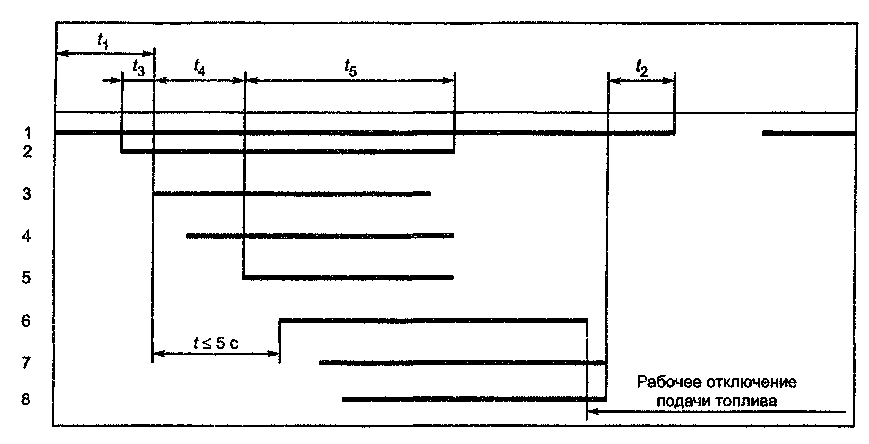 t₁
t₃ t₄ t₅ t₂
1
2
3
4
5
6
t ≤ 5 с
7
8
Рабочее отключение
подачи топлива